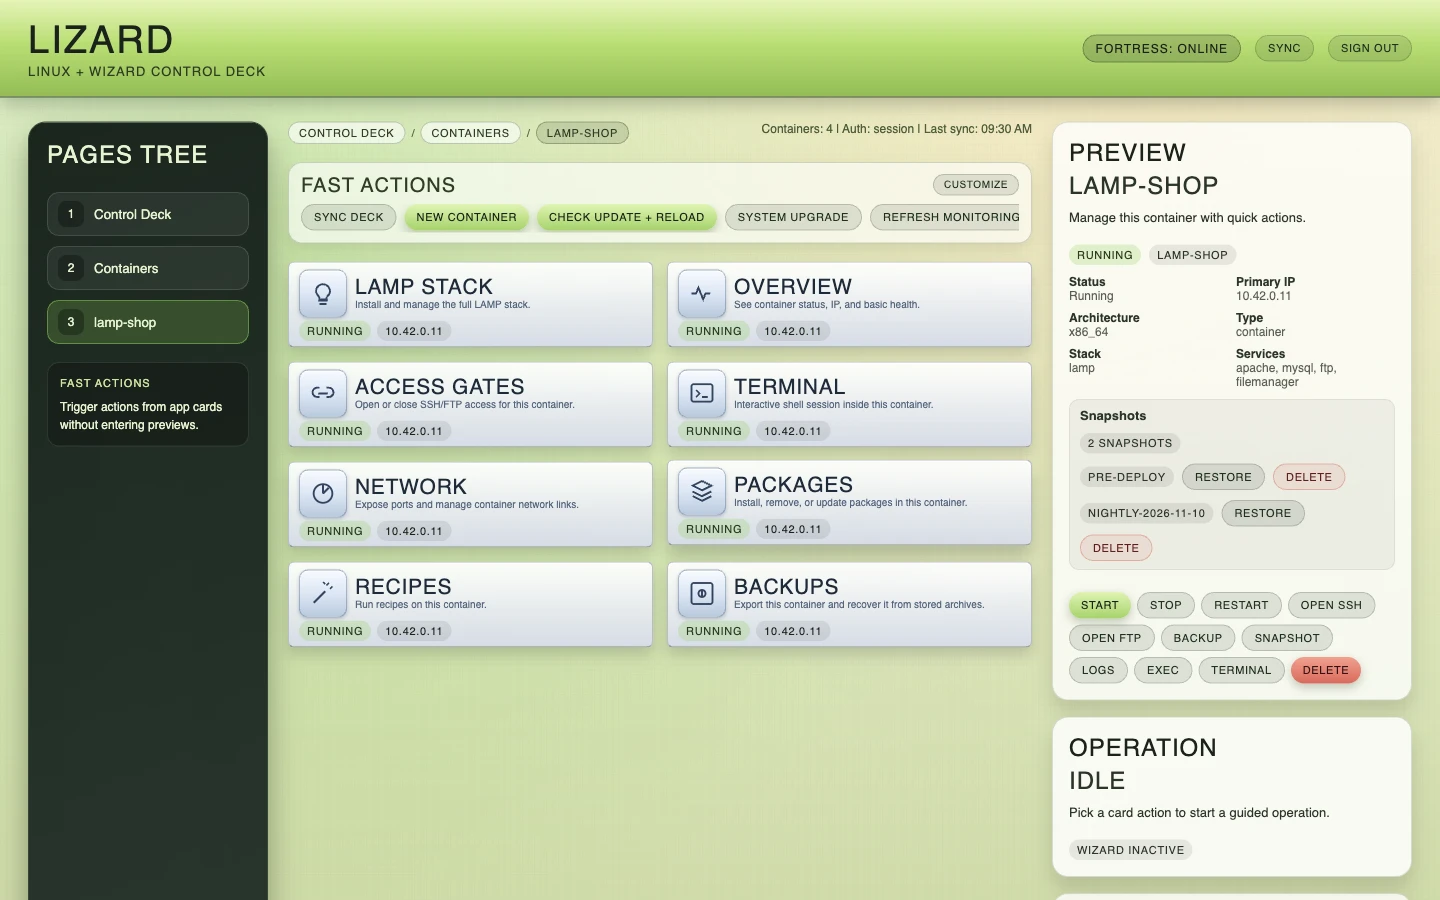 LIZARD
LINUX + WIZARD CONTROL DECK
FORTRESS: ONLINE
SYNC
SIGN OUT
PAGES TREE
1 Control Deck
2 Containers
3 lamp-shop
FAST ACTIONS
Trigger actions from app cards
without entering previews.
CONTROL DECK / CONTAINERS / LAMP-SHOP
Containers: 4 | Auth: session | Last sync: 09:30 AM
FAST ACTIONS
CUSTOMIZE
SYNC DECK
NEW CONTAINER
CHECK UPDATE + RELOAD
SYSTEM UPGRADE
REFRESH MONITORING
LAMP STACK
Install and manage the full LAMP stack.
RUNNING 10.42.0.11
OVERVIEW
See container status, IP, and basic health.
RUNNING 10.42.0.11
ACCESS GATES
Open or close SSH/FTP access for this container.
RUNNING 10.42.0.11
TERMINAL
Interactive shell session inside this container.
RUNNING 10.42.0.11
NETWORK
Expose ports and manage container network links.
RUNNING 10.42.0.11
PACKAGES
Install, remove, or update packages in this container.
RUNNING 10.42.0.11
RECIPES
Run recipes on this container.
RUNNING 10.42.0.11
BACKUPS
Export this container and recover it from stored archives.
RUNNING 10.42.0.11
PREVIEW
LAMP-SHOP
Manage this container with quick actions.
RUNNING LAMP-SHOP
Status
Running
Primary IP
10.42.0.11
Architecture
x86_64
Type
container
Stack
lamp
Services
apache, mysql, ftp,
filemanager
Snapshots
2 SNAPSHOTS
PRE-DEPLOY RESTORE DELETE
NIGHTLY-2026-11-10 RESTORE
DELETE
START STOP RESTART OPEN SSH
OPEN FTP BACKUP SNAPSHOT
LOGS EXEC TERMINAL DELETE
OPERATION
IDLE
Pick a card action to start a guided operation.
WIZARD INACTIVE